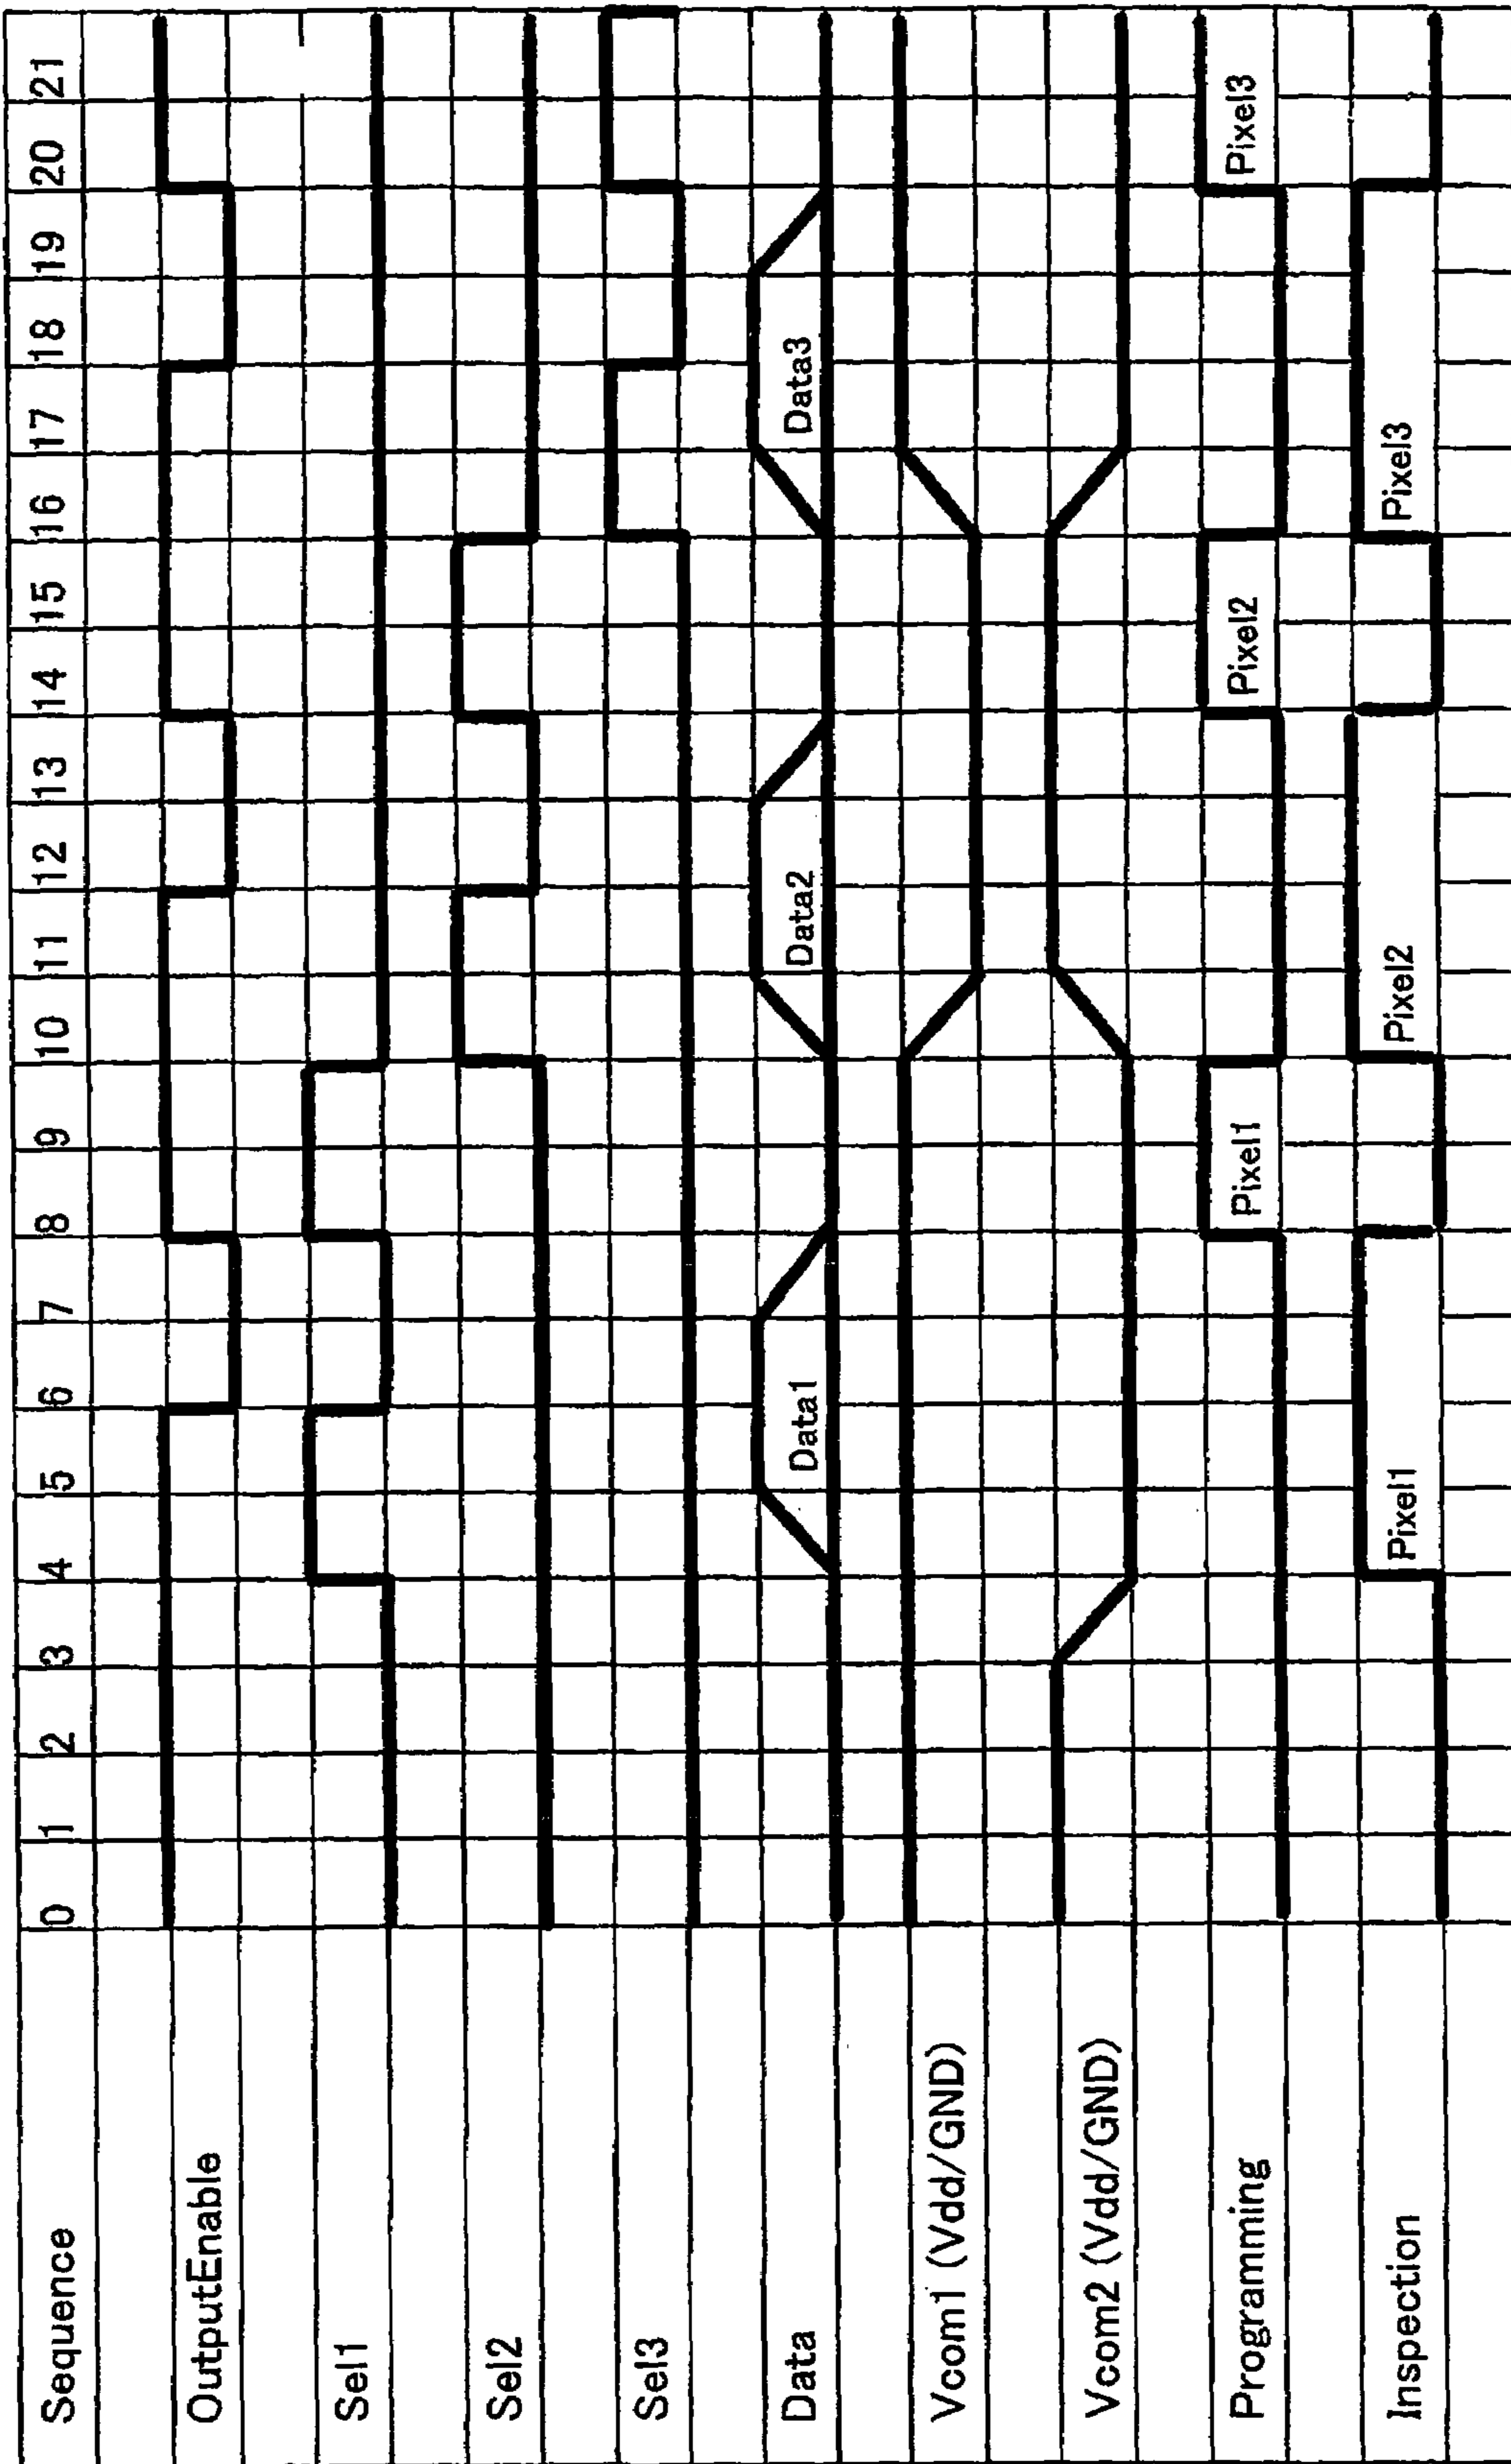 Sequence 0 1 2 3 4 5 6 7 8 9 10 11 12 13 14 15 16 17 18 19 20 21
OutputEnable
Sel1
Sel2
Sel3
Data Data1 Data2 Data3
Vcom1 (Vdd/GND)
Vcom2 (Vdd/GND)
Programming Pixel1 Pixel2 Pixel3
Inspection Pixel1 Pixel2 Pixel3